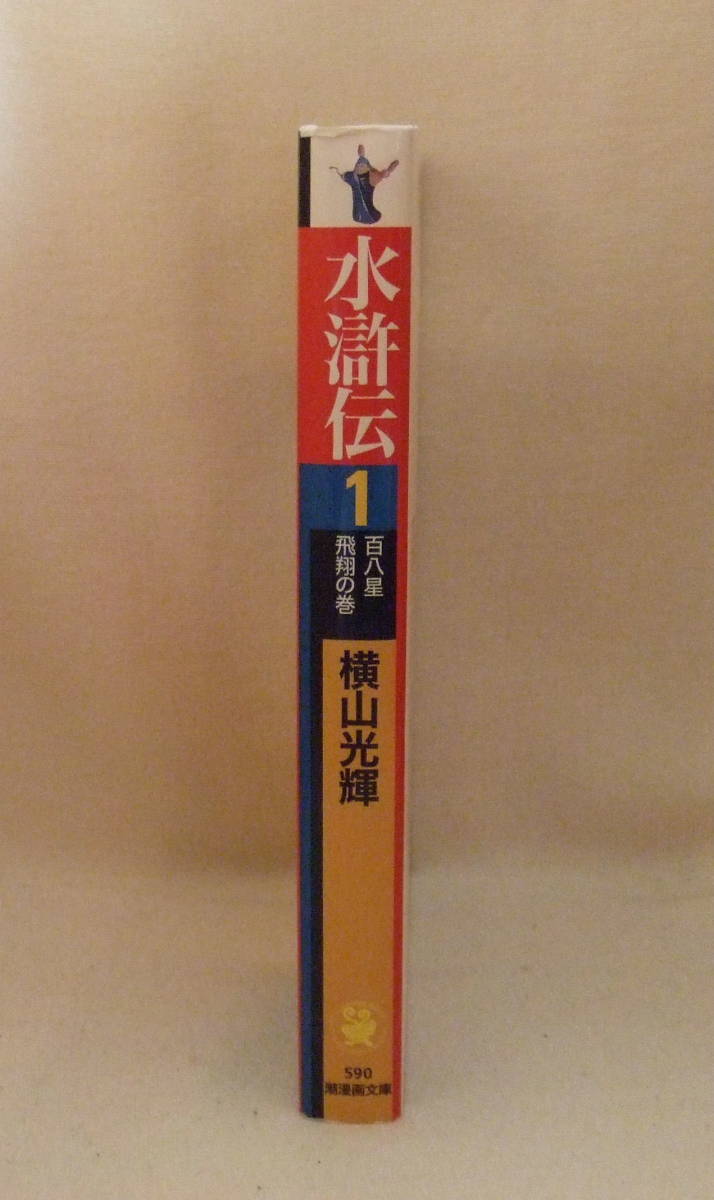 水滸伝
1
百八星
飛翔の巻
横山光輝
590
潮漫画文庫